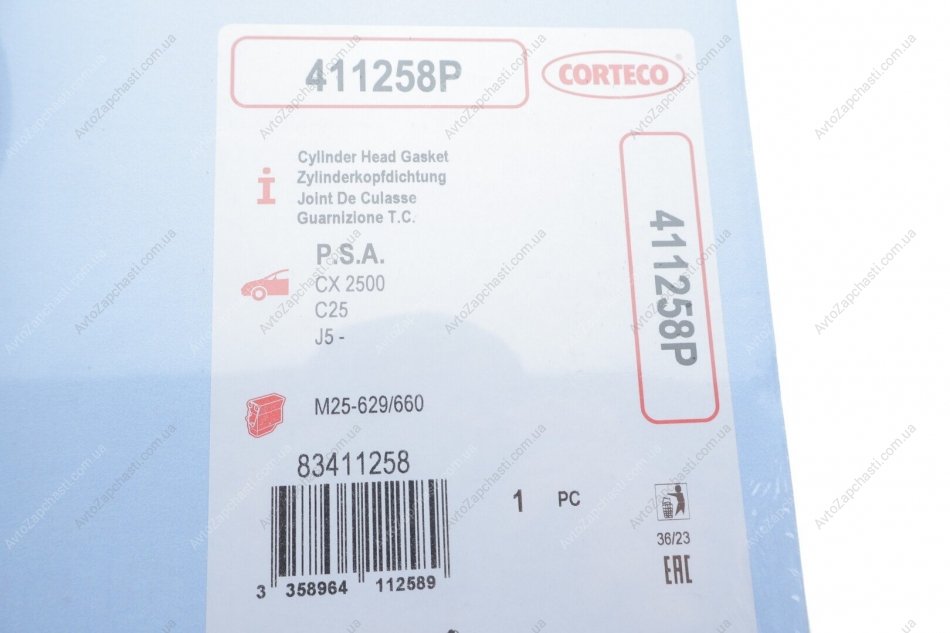 411258P
CORTECO
Cylinder Head Gasket
Zylinderkopfdichtung
Joint De Culasse
Guarnizione T.C.
P.S.A.
CX 2500
C25
J5 -
M25-629/660
83411258
3 358964 112589
1 PC
36/23
EAC
411258P
AvtoZapchasti.com.ua